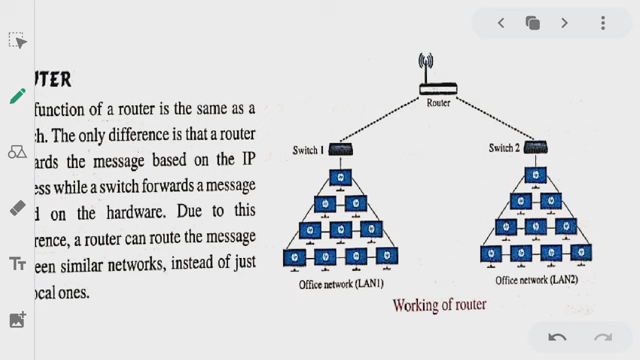 UTER
function of a router is the same as a
h. The only difference is that a router
ards the message based on the IP
ess while a switch forwards a message
d on the hardware. Due to this
rence, a router can route the message
een similar networks, instead of just
ocal ones.
Router
Switch 1
Switch 2
Office network (LAN1)
Office network (LAN2)
Working of router
TT